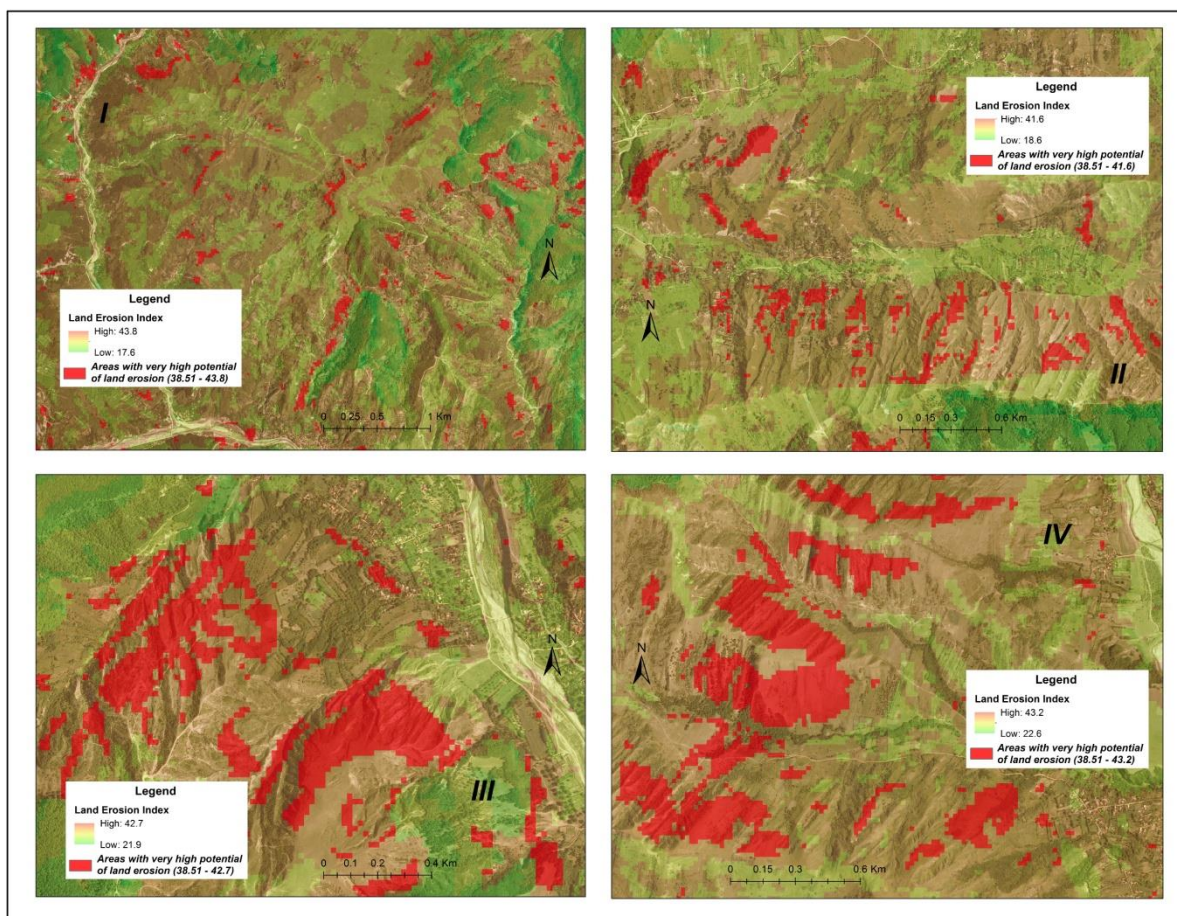 I
N
Legend
Land Erosion Index
High: 43.8
Low: 17.6
Areas with very high potential
of land erosion (38.51 - 43.8)
0 0.25 0.5 1 Km
Legend
Land Erosion Index
High: 41.6
Low: 18.6
Areas with very high potential
of land erosion (38.51 - 41.6)
N
II
0 0.15 0.3 0.6 Km
N
III
Legend
Land Erosion Index
High: 42.7
Low: 21.9
Areas with very high potential
of land erosion (38.51 - 42.7)
0 0.1 0.2 0.4 Km
IV
N
Legend
Land Erosion Index
High: 43.2
Low: 22.6
Areas with very high potential
of land erosion (38.51 - 43.2)
0 0.15 0.3 0.6 Km